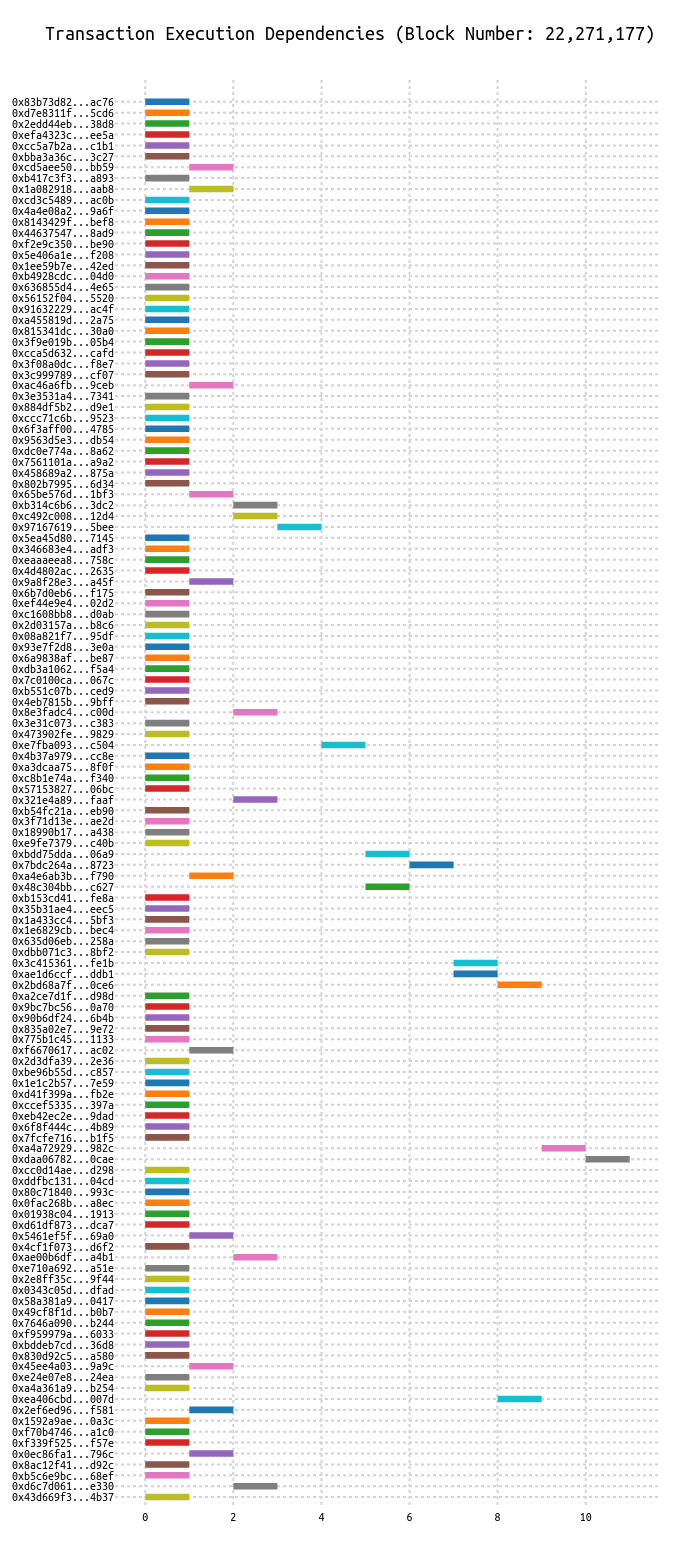 Transaction Execution Dependencies (Block Number: 22,271,177)
0x83b73d82...ac76
0xd7e8311f...5cd6
0x2edd44eb...38d8
0xefa4323c...ee5a
0xcc5a7b2a...c1b1
0xbba3a36c...3c27
0xcd5aee50...bb59
0xb417c3f3...a893
0x1a082918...aab8
0xcd3c5489...ac0b
0x4a4e08a2...9a6f
0x8143429f...bef8
0x44637547...8ad9
0xf2e9c350...be90
0x5e406a1e...f208
0x1ee59b7e...42ed
0xb4928cdc...04d0
0x636855d4...4e65
0x56152f04...5520
0x91632229...ac4f
0xa455819d...2a75
0x815341dc...30a0
0x3f9e019b...05b4
0xcca5d632...cafd
0x3f08a0dc...f8e7
0x3c999789...cf07
0xac46a6fb...9ceb
0x3e3531a4...7341
0x884df5b2...d9e1
0xccc71c6b...9523
0x6f3aff00...4785
0x9563d5e3...db54
0xdc0e774a...8a62
0x7561101a...a9a2
0x458689a2...875a
0x802b7995...6d34
0x65be576d...1bf3
0xb314c6b6...3dc2
0xc492c008...12d4
0x97167619...5bee
0x5ea45d80...7145
0x346683e4...adf3
0xeaaaeea8...758c
0x4d4802ac...2635
0x9a8f28e3...a45f
0x6b7d0eb6...f175
0xef44e9e4...02d2
0xc1608bb8...d0ab
0x2d03157a...b8c6
0x08a821f7...95df
0x93e7f2d8...3e0a
0x6a9838af...be87
0xdb3a1062...f5a4
0x7c0100ca...067c
0xb551c07b...ced9
0x4eb7815b...9bff
0x8e3fadc4...c00d
0x3e31c073...c383
0x473902fe...9829
0xe7fba093...c504
0x4b37a979...cc8e
0xa3dcaa75...8f0f
0xc8b1e74a...f340
0x57153827...06bc
0x321e4a89...faaf
0xb54fc21a...eb90
0x3f71d13e...ae2d
0x18990b17...a438
0xe9fe7379...c40b
0xbdd75dda...06a9
0x7bdc264a...8723
0xa4e6ab3b...f790
0x48c304bb...c627
0xb153cd41...fe8a
0x35b31ae4...eec5
0x1a433cc4...5bf3
0x1e6829cb...bec4
0x635d06eb...258a
0xdbb071c3...8bf2
0x3c415361...fe1b
0xae1d6ccf...ddb1
0x2bd68a7f...0ce6
0xa2ce7d1f...d98d
0x9bc7bc56...0a70
0x90b6df24...6b4b
0x835a02e7...9e72
0x775b1c45...1133
0xf6670617...ac02
0x2d3dfa39...2e36
0xbe96b55d...c857
0x1e1c2b57...7e59
0xd41f399a...fb2e
0xccef5335...397a
0xeb42ec2e...9dad
0x6f8f444c...4b89
0x7fcfe716...b1f5
0xa4a72929...982c
0xdaa06782...0cae
0xcc0d14ae...d298
0xddfbc131...04cd
0x80c71840...993c
0x0fac268b...a8ec
0x01938c04...1913
0xd61df873...dca7
0x5461ef5f...69a0
0x4cf1f073...d6f2
0xae00b6df...a4b1
0xe710a692...a51e
0x2e8ff35c...9f44
0x0343c05d...dfad
0x58a381a9...0417
0x49cf8f1d...b0b7
0x7646a090...b244
0xf959979a...6033
0xbddeb7cd...36d8
0x830d92c5...a580
0x45ee4a03...9a9c
0xe24e07e8...24ea
0xa4a361a9...b254
0xea406cbd...007d
0x2ef6ed96...f581
0x1592a9ae...0a3c
0xf70b4746...a1c0
0xf339f525...f57e
0x0ec86fa1...796c
0x8ac12f41...d92c
0xb5c6e9bc...68ef
0xd6c7d061...e330
0x43d669f3...4b37
0 2 4 6 8 10